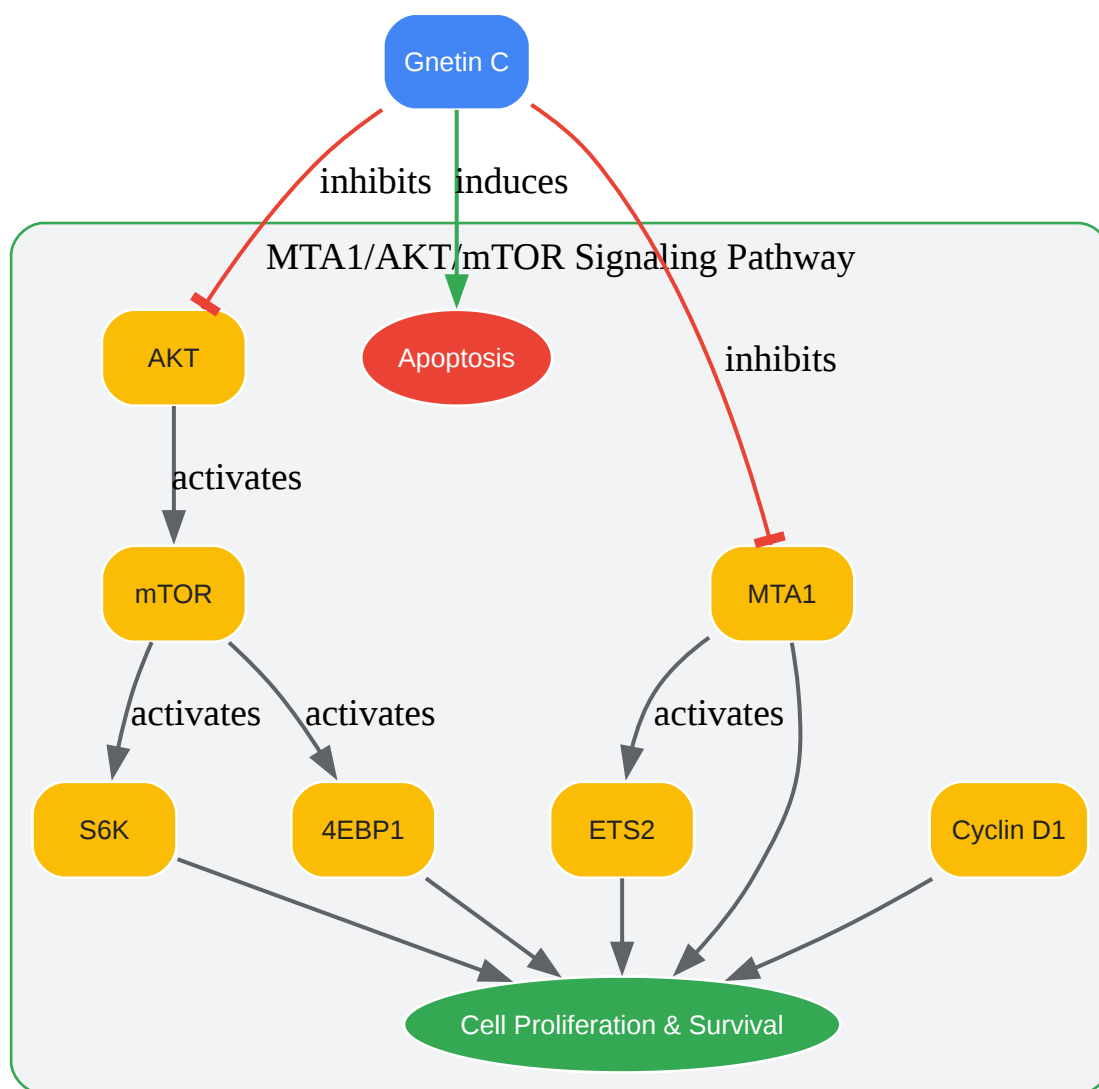 Gnetin C
inhibits
induces
MTA1/AKT/mTOR Signaling Pathway
AKT
Apoptosis
inhibits
activates
mTOR
MTA1
activates
activates
activates
S6K
4EBP1
ETS2
Cyclin D1
Cell Proliferation & Survival